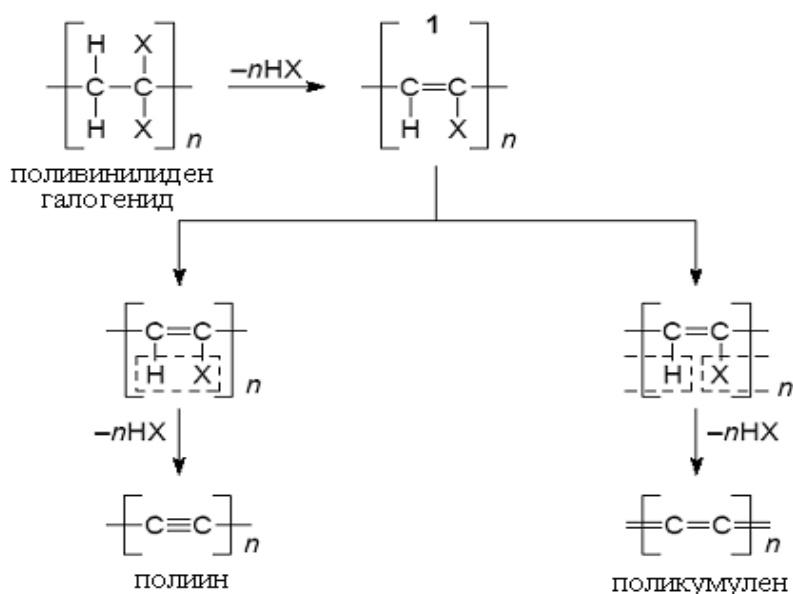 H X
1
–nHX
C C
C=C
H X
H X
n
n
поливинилиден
галогенид
C=C
C=C
H X
H X
n
n
–nHX
–nHX
C≡C
C=C
n
n
полиин
поликумулен